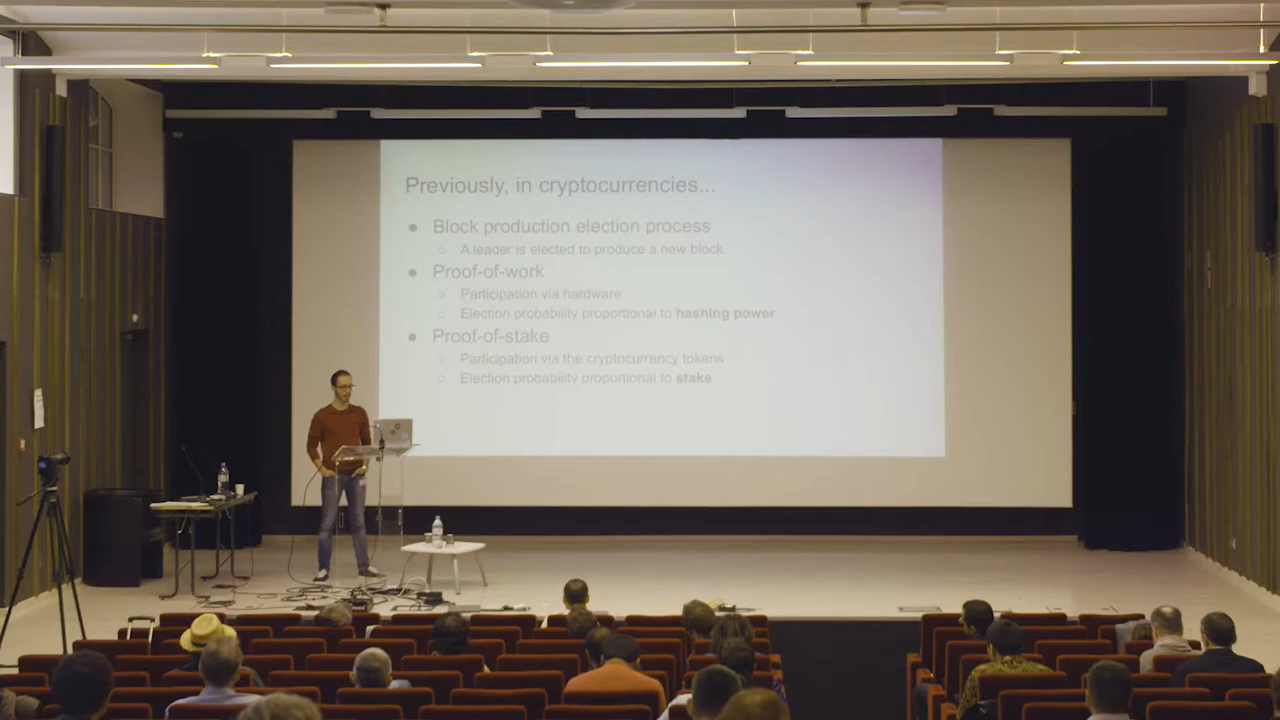 Previously, in cryptocurrencies...
● Block production election process
○ A leader is elected to produce a new block
● Proof-of-work
○ Participation via hardware
○ Election probability proportional to hashing power
● Proof-of-stake
○ Participation via the cryptocurrency tokens
○ Election probability proportional to stake